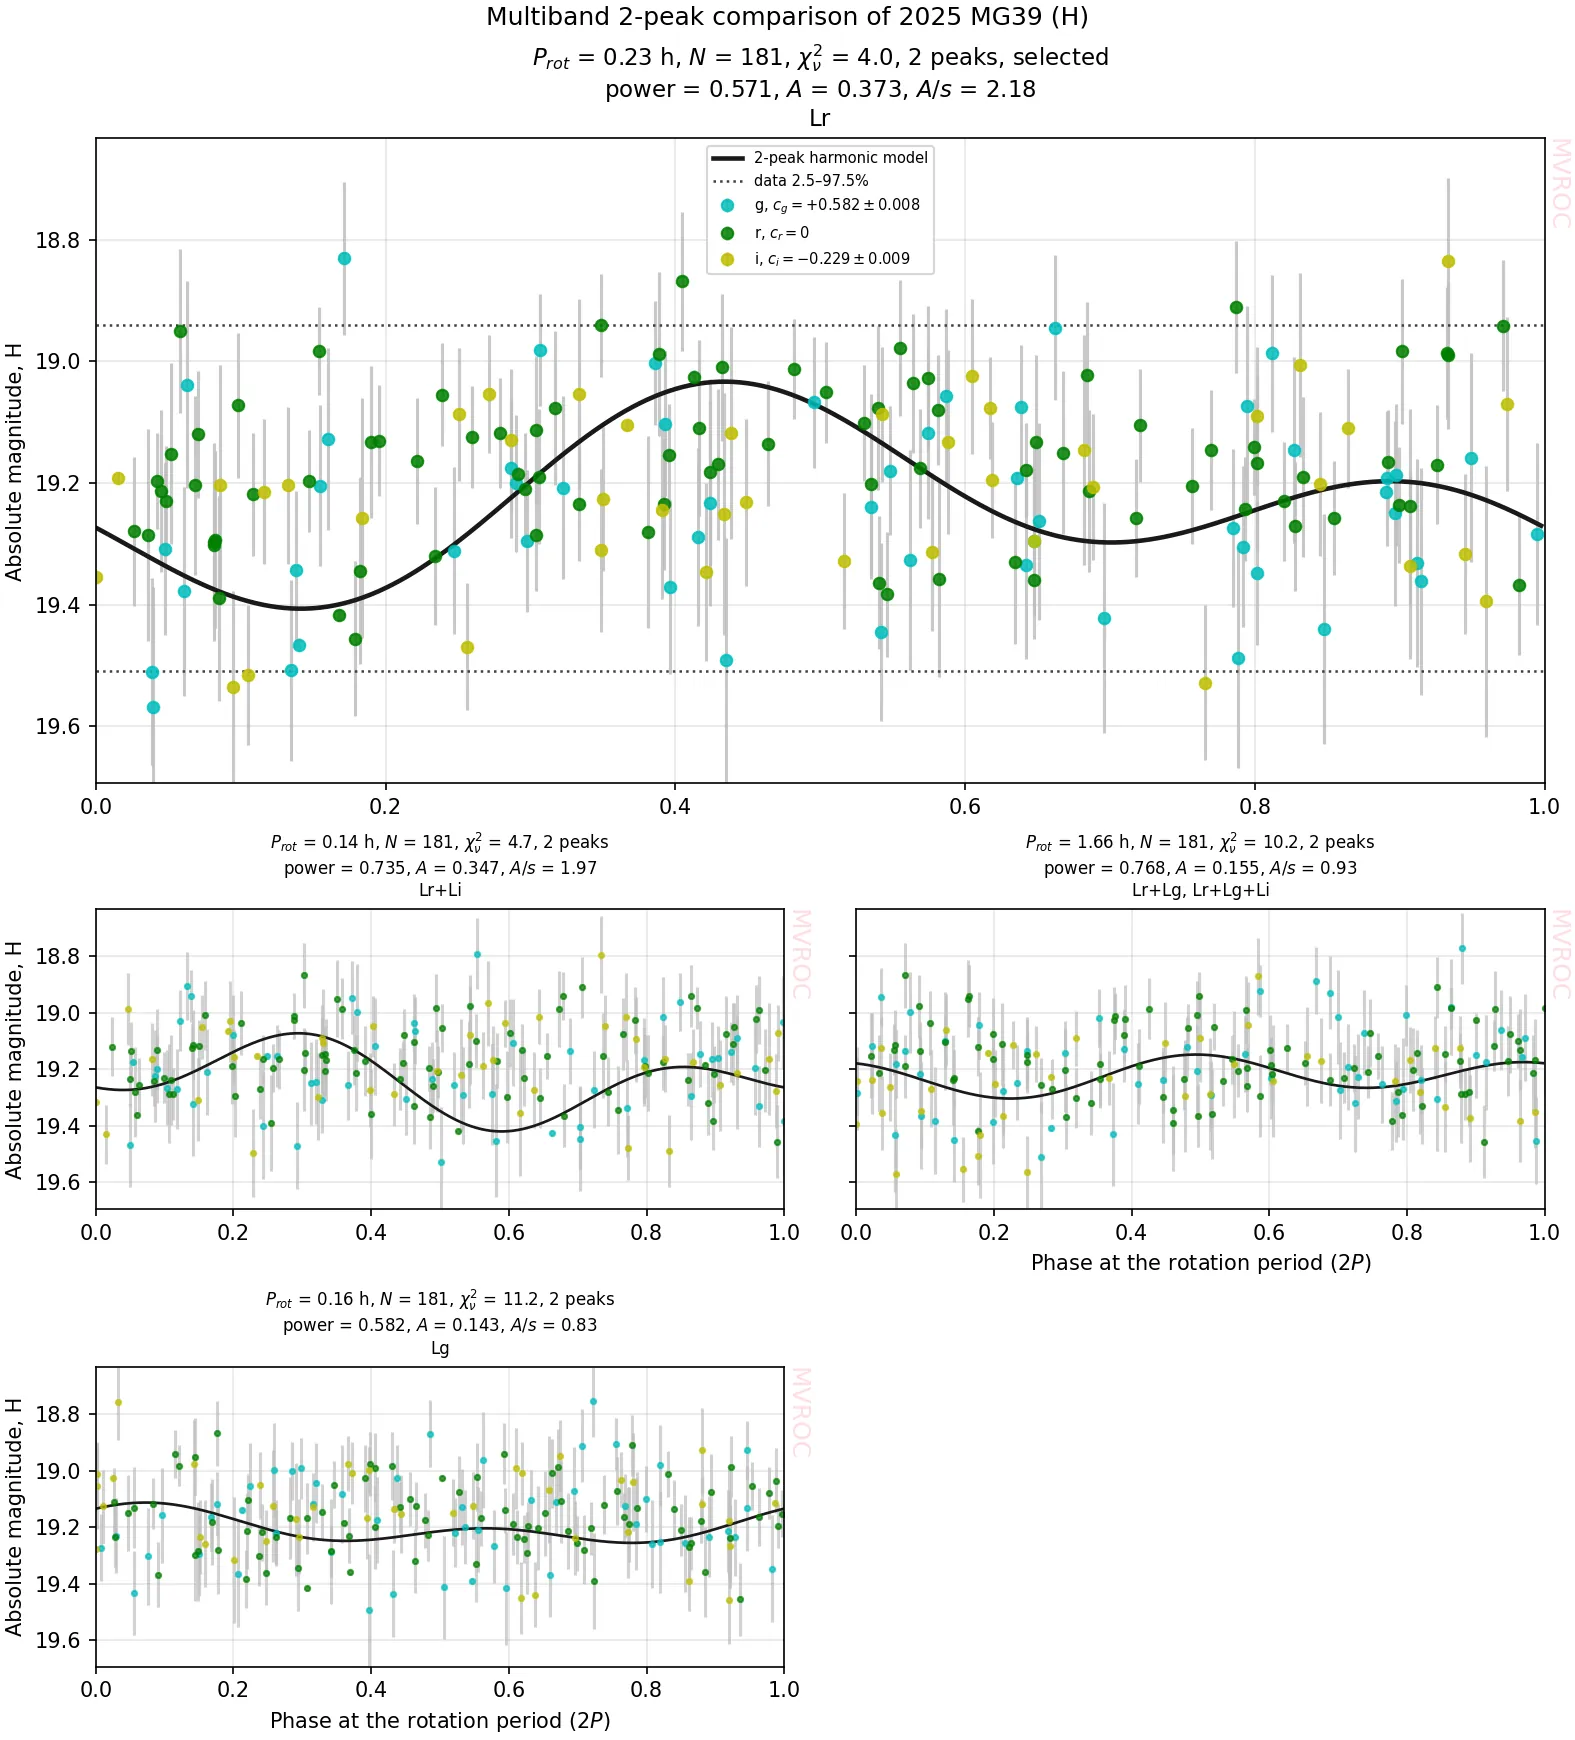 Multiband 2-peak comparison of 2025 MG39 (H)
P_rot = 0.23 h, N = 181, χ²_ν = 4.0, 2 peaks, selected
power = 0.571, A = 0.373, A/s = 2.18
Lr
2-peak harmonic model
data 2.5–97.5%
g, c_g = +0.582 ± 0.008
r, c_r = 0
i, c_i = −0.229 ± 0.009
MVROC
Absolute magnitude, H
18.8
19.0
19.2
19.4
19.6
0.0 0.2 0.4 0.6 0.8 1.0
P_rot = 0.14 h, N = 181, χ²_ν = 4.7, 2 peaks
power = 0.735, A = 0.347, A/s = 1.97
Lr+Li
MVROC
Absolute magnitude, H
18.8
19.0
19.2
19.4
19.6
0.0 0.2 0.4 0.6 0.8 1.0
P_rot = 1.66 h, N = 181, χ²_ν = 10.2, 2 peaks
power = 0.768, A = 0.155, A/s = 0.93
Lr+Lg, Lr+Lg+Li
MVROC
0.0 0.2 0.4 0.6 0.8 1.0
Phase at the rotation period (2P)
P_rot = 0.16 h, N = 181, χ²_ν = 11.2, 2 peaks
power = 0.582, A = 0.143, A/s = 0.83
Lg
MVROC
Absolute magnitude, H
18.8
19.0
19.2
19.4
19.6
0.0 0.2 0.4 0.6 0.8 1.0
Phase at the rotation period (2P)